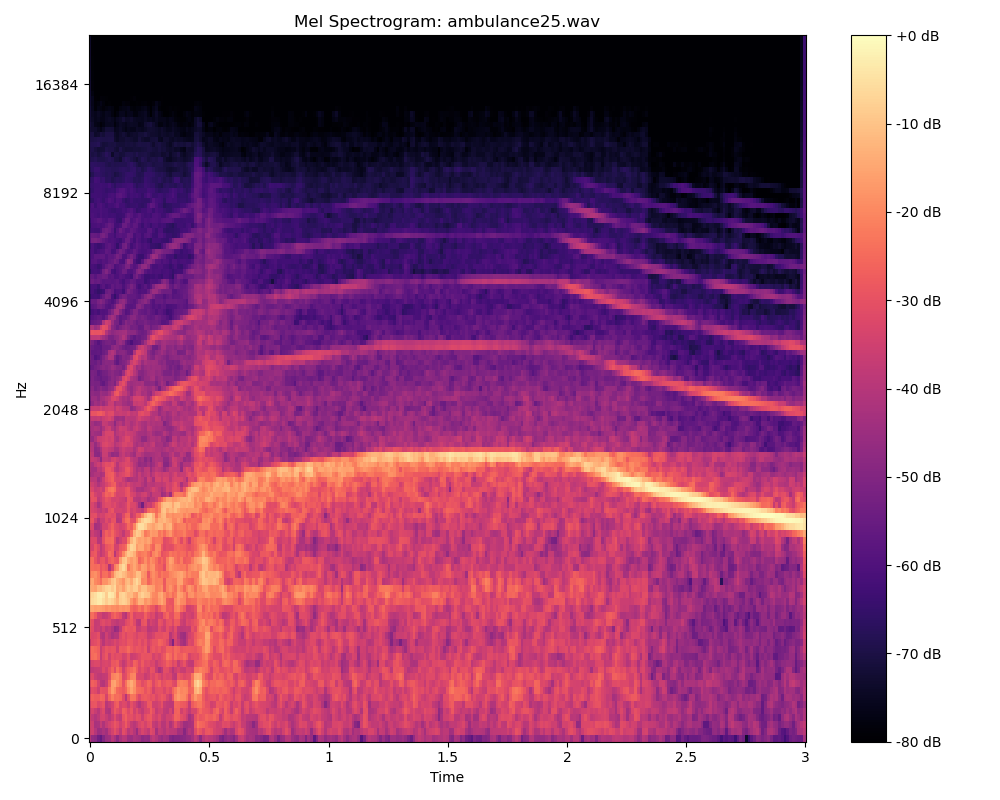 Mel Spectrogram: ambulance25.wav
+0 dB
16384
-10 dB
8192
-20 dB
4096
-30 dB
Hz
-40 dB
2048
-50 dB
1024
-60 dB
512
-70 dB
0
-80 dB
0 0.5 1 1.5 2 2.5 3
Time